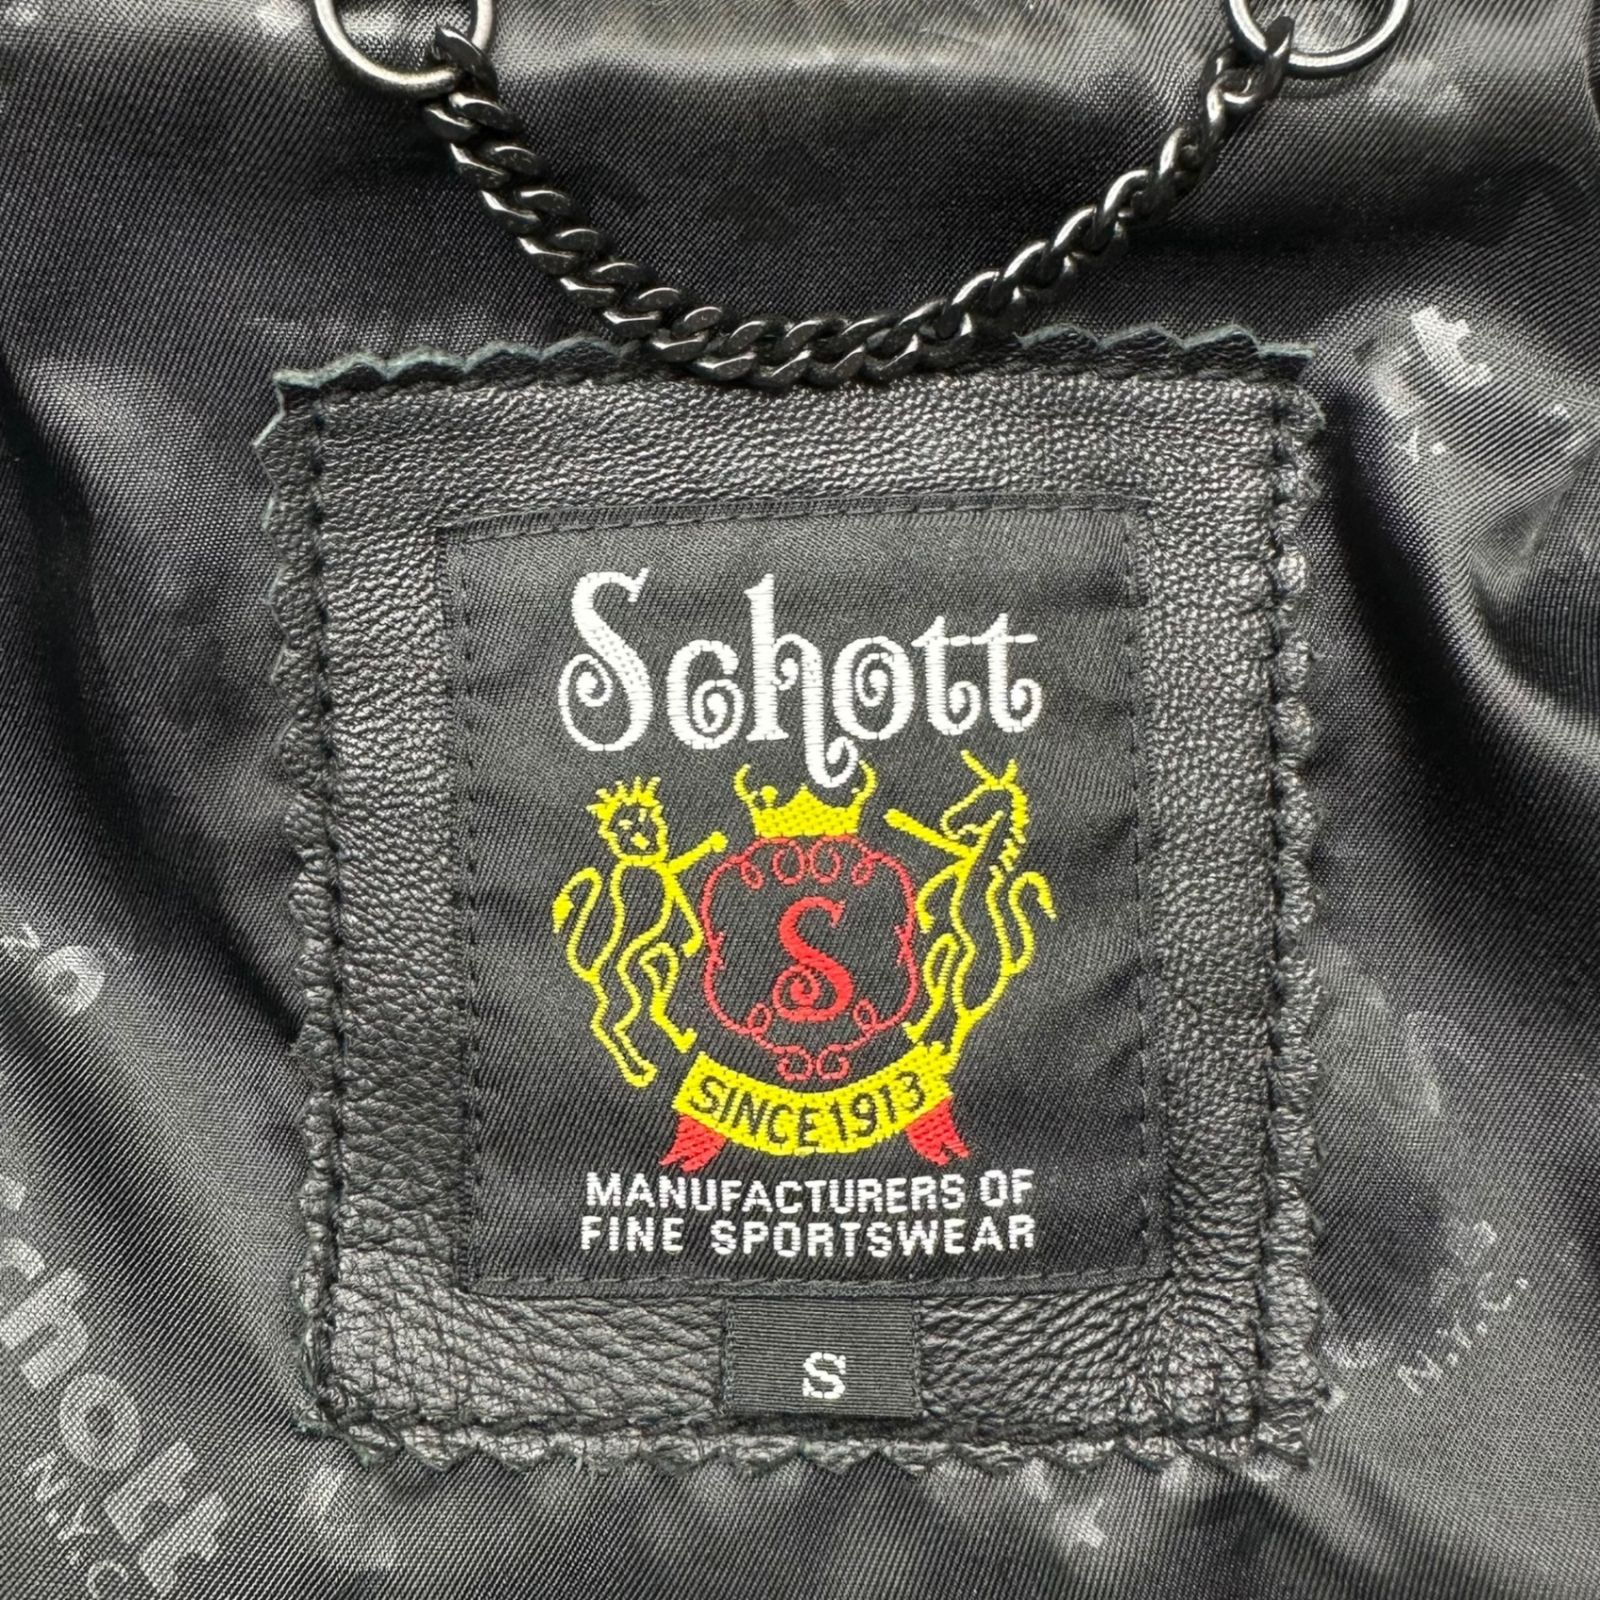 Schott
S
SINCE 1913
MANUFACTURERS OF
FINE SPORTSWEAR
S
N.Y.C.
N.Y.C